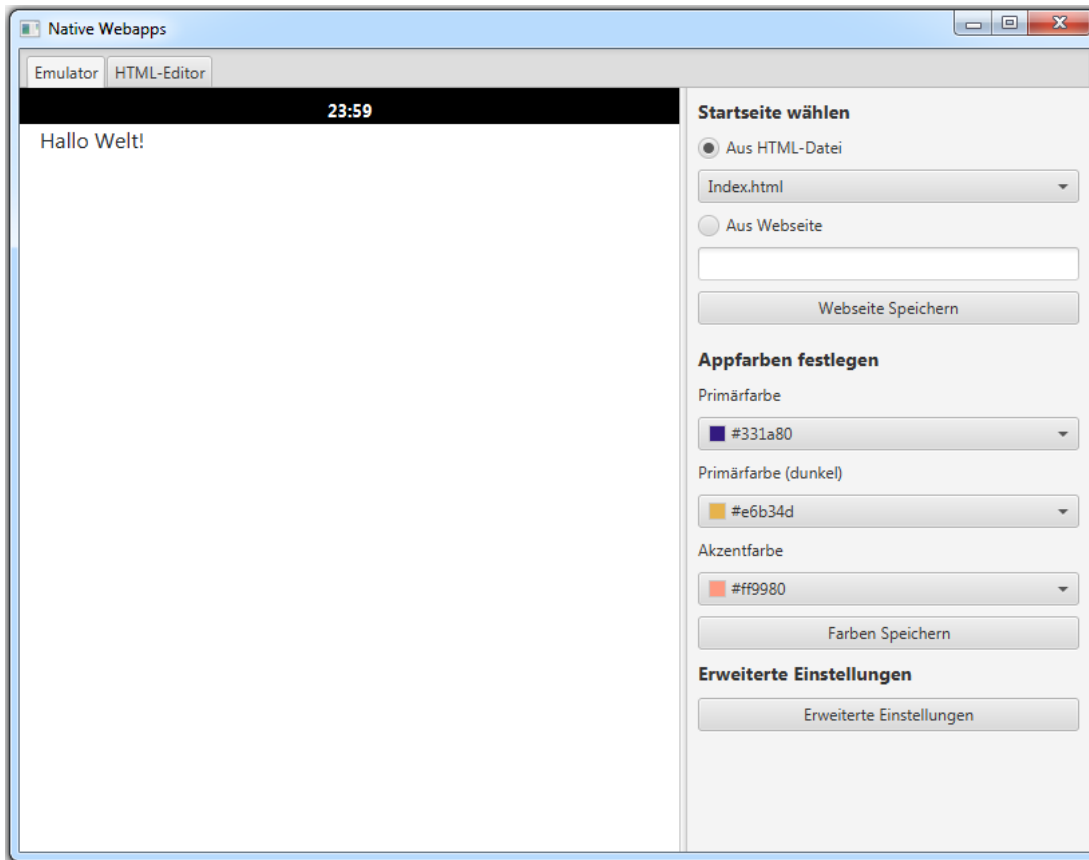 Native Webapps
Emulator HTML-Editor
23:59
Hallo Welt!
Startseite wählen
Aus HTML-Datei
Index.html
Aus Webseite
Webseite Speichern
Appfarben festlegen
Primärfarbe
#331a80
Primärfarbe (dunkel)
#e6b34d
Akzentfarbe
#ff9980
Farben Speichern
Erweiterte Einstellungen
Erweiterte Einstellungen